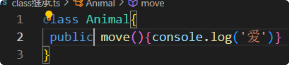 class继承.ts > Animal > move
1 class Animal{
2 public move(){console.log('爱')}
3 }